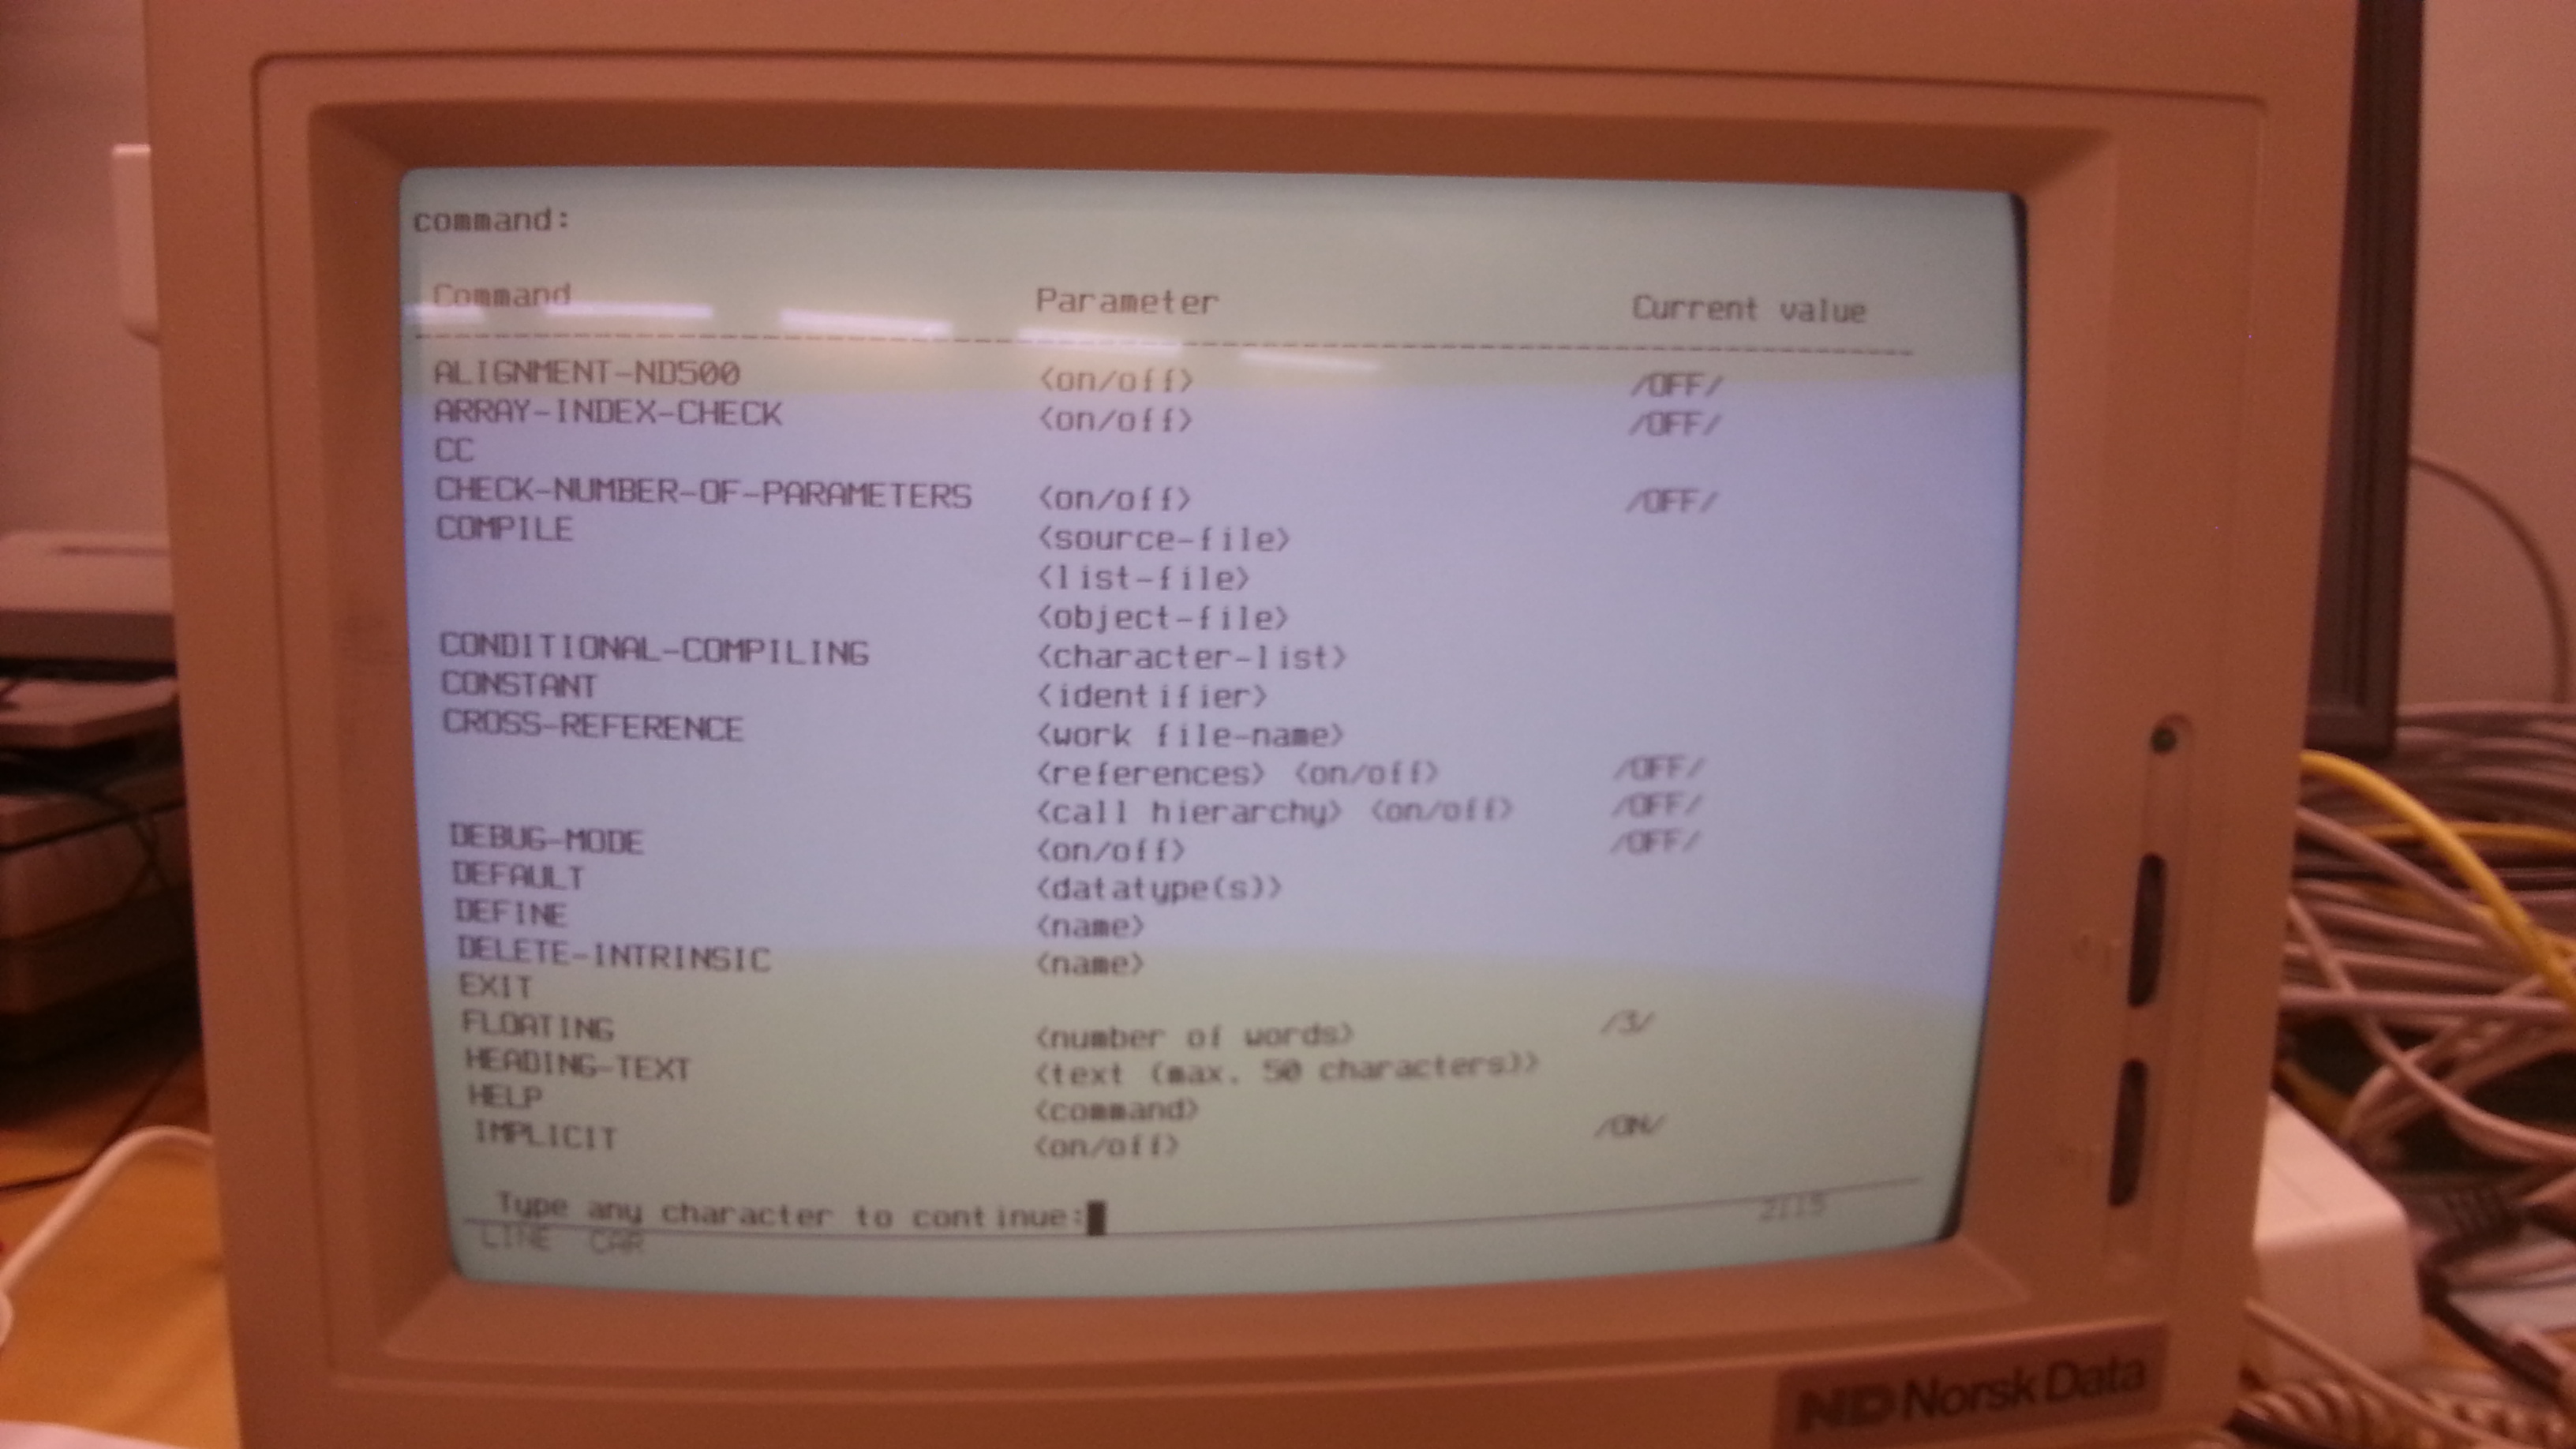 command:
Command Parameter Current value
--------------------------------------------------------------------------------
ALIGNMENT-ND500 <on/off> /OFF/
ARRAY-INDEX-CHECK <on/off> /OFF/
CC
CHECK-NUMBER-OF-PARAMETERS <on/off> /OFF/
COMPILE <source-file>
<list-file>
<object-file>
CONDITIONAL-COMPILING <character-list>
CONSTANT <identifier>
CROSS-REFERENCE <work file-name>
<references> <on/off> /OFF/
<call hierarchy> <on/off> /OFF/
DEBUG-MODE <on/off> /OFF/
DEFAULT <datatype(s)>
DEFINE <name>
DELETE-INTRINSIC <name>
EXIT
FLOATING <number of words> /3/
HEADING-TEXT <text (max. 50 characters)>
HELP <command>
IMPLICIT <on/off> /ON/
Type any character to continue:
LINE CAR 2115
ND Norsk Data